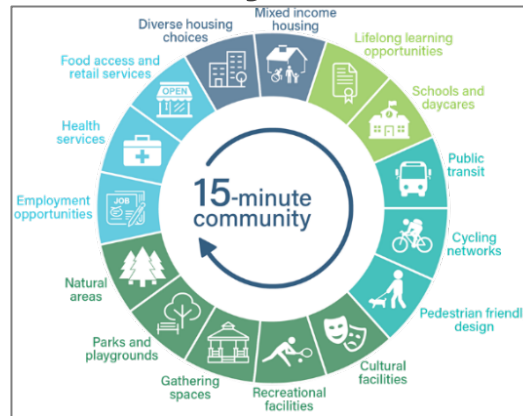 Diverse housing
choices
Mixed income
housing
Lifelong learning
opportunities
Schools and
daycares
Public
transit
Cycling
networks
Pedestrian friendl
design
Cultural
facilities
Recreational
facilities
Gathering
spaces
Parks and
playgrounds
Natural
areas
Employment
opportunities
Health
services
Food access and
retail services
OPEN
JOB
15-minute
community